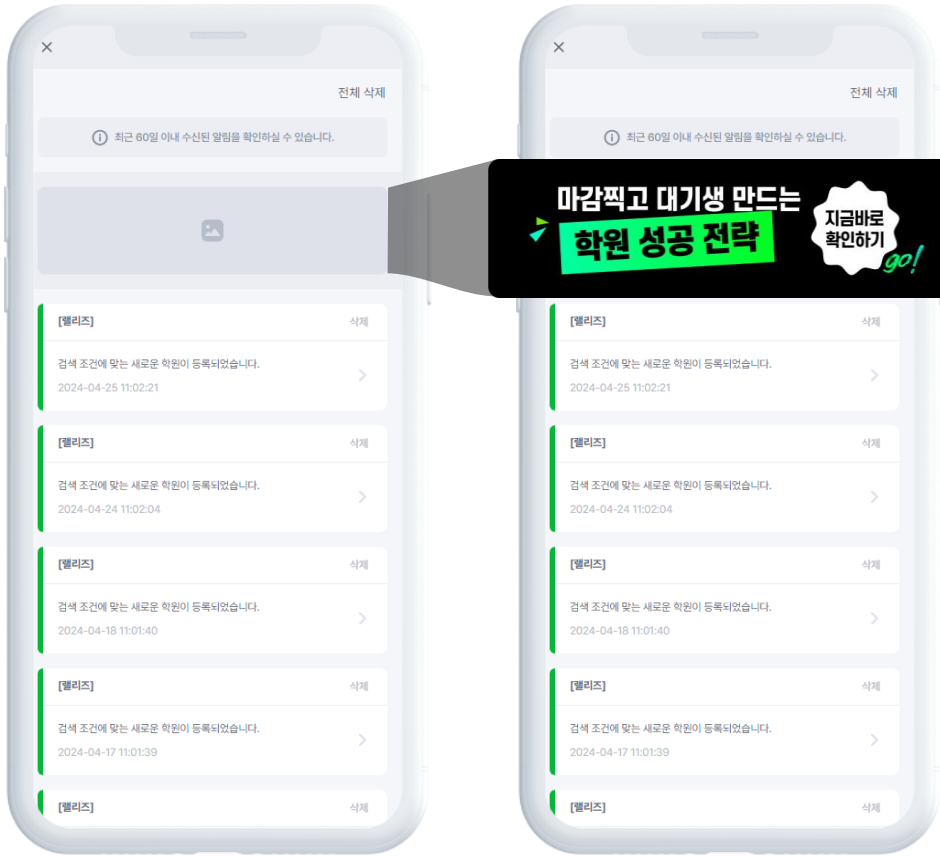 전체 삭제
최근 60일 이내 수신된 알림을 확인하실 수 있습니다.
[랠리즈]
삭제
검색 조건에 맞는 새로운 학원이 등록되었습니다.
2024-04-25 11:02:21
[랠리즈]
삭제
검색 조건에 맞는 새로운 학원이 등록되었습니다.
2024-04-24 11:02:04
[랠리즈]
삭제
검색 조건에 맞는 새로운 학원이 등록되었습니다.
2024-04-18 11:01:40
[랠리즈]
삭제
검색 조건에 맞는 새로운 학원이 등록되었습니다.
2024-04-17 11:01:39
[랠리즈]
삭제
전체 삭제
최근 60일 이내 수신된 알림을 확인하실 수 있습니다.
마감찍고 대기생 만드는
학원 성공 전략
지금바로
확인하기
go!
[랠리즈]
삭제
검색 조건에 맞는 새로운 학원이 등록되었습니다.
2024-04-25 11:02:21
[랠리즈]
삭제
검색 조건에 맞는 새로운 학원이 등록되었습니다.
2024-04-24 11:02:04
[랠리즈]
삭제
검색 조건에 맞는 새로운 학원이 등록되었습니다.
2024-04-18 11:01:40
[랠리즈]
삭제
검색 조건에 맞는 새로운 학원이 등록되었습니다.
2024-04-17 11:01:39
[랠리즈]
삭제